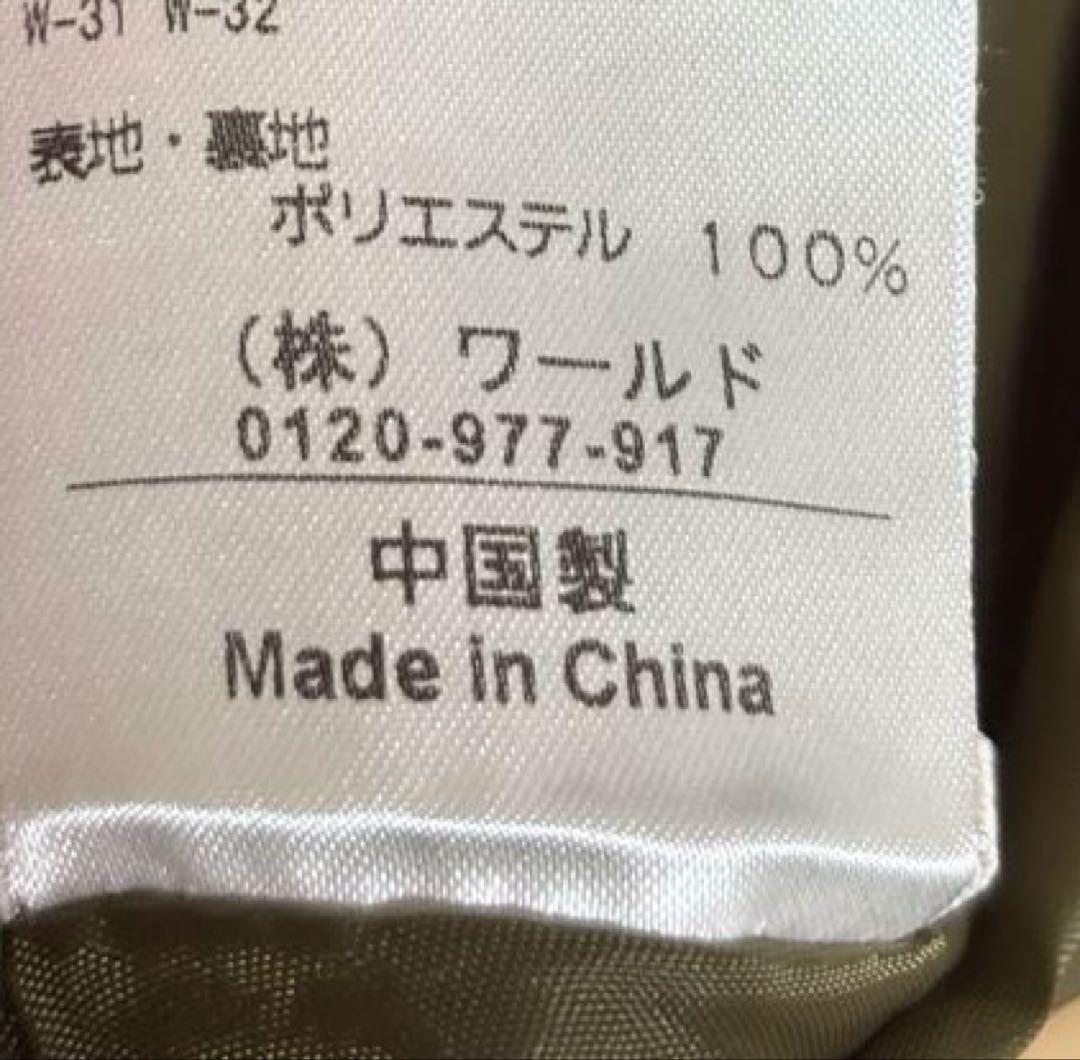 W-31 W-32
表地・裏地
ポリエステル 100%
(株) ワールド
0120-977-917
中国製
Made in China